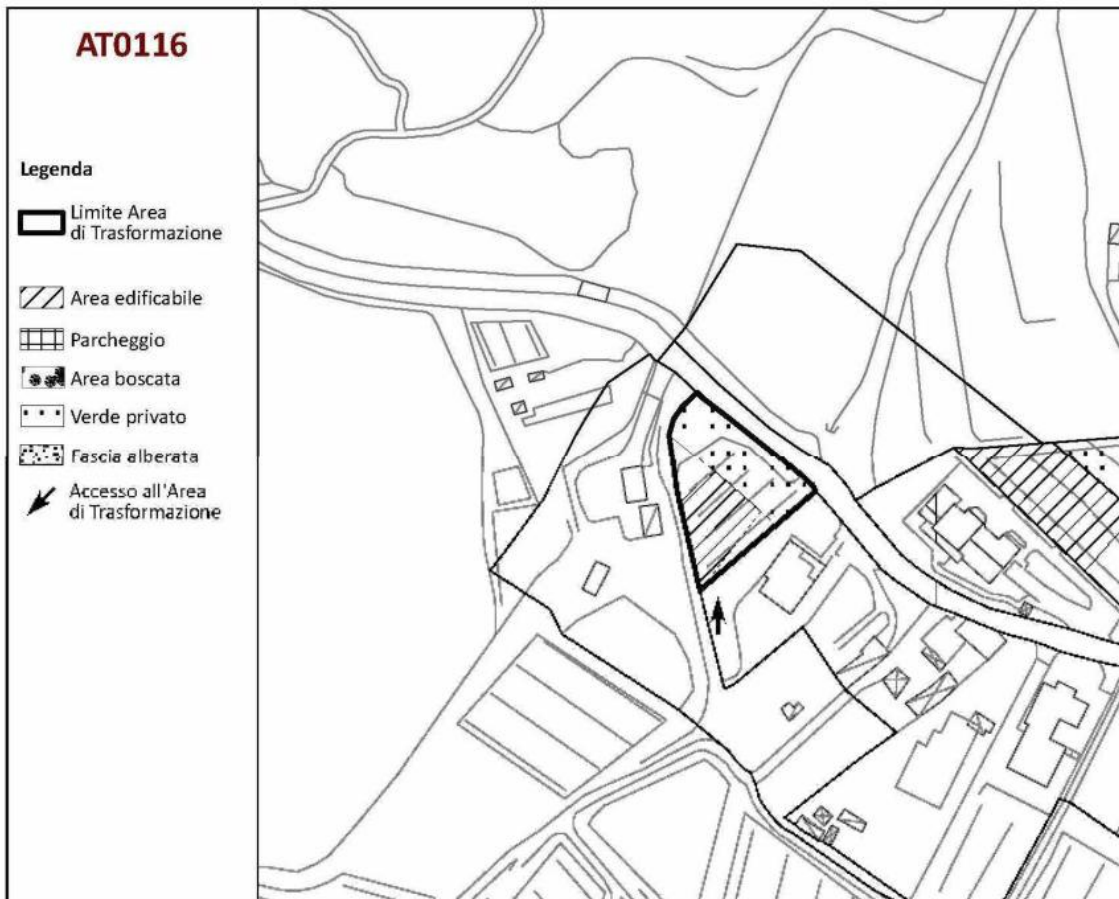 AT0116
Legenda
Limite Area
di Trasformazione
Area edificabile
Parcheggio
Area boscata
Verde privato
Fascia alberata
Accesso all'Area
di Trasformazione